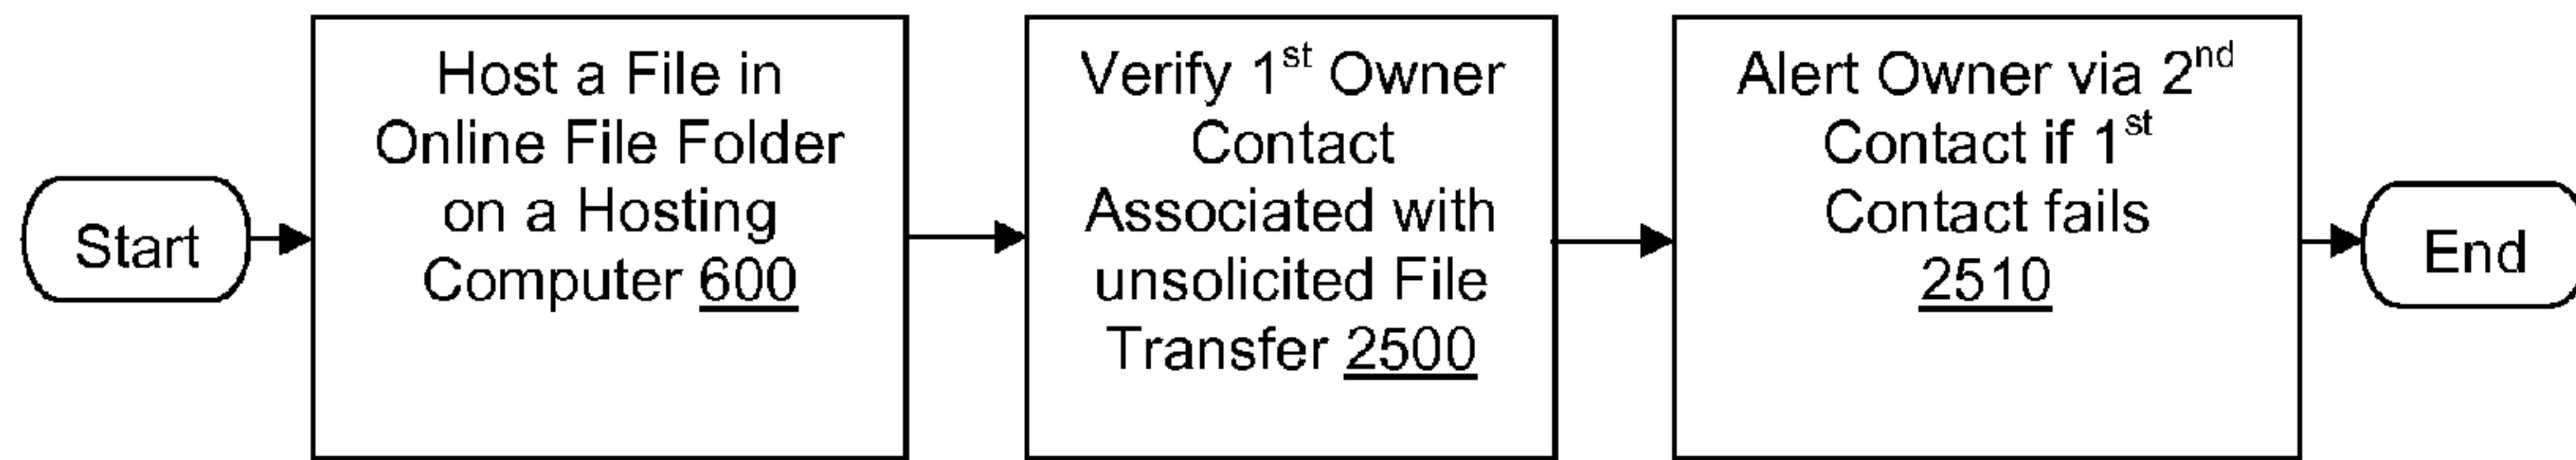 Start
Host a File in
Online File Folder
on a Hosting
Computer 600
Verify 1st Owner
Contact
Associated with
unsolicited File
Transfer 2500
Alert Owner via 2nd
Contact if 1st
Contact fails
2510
End